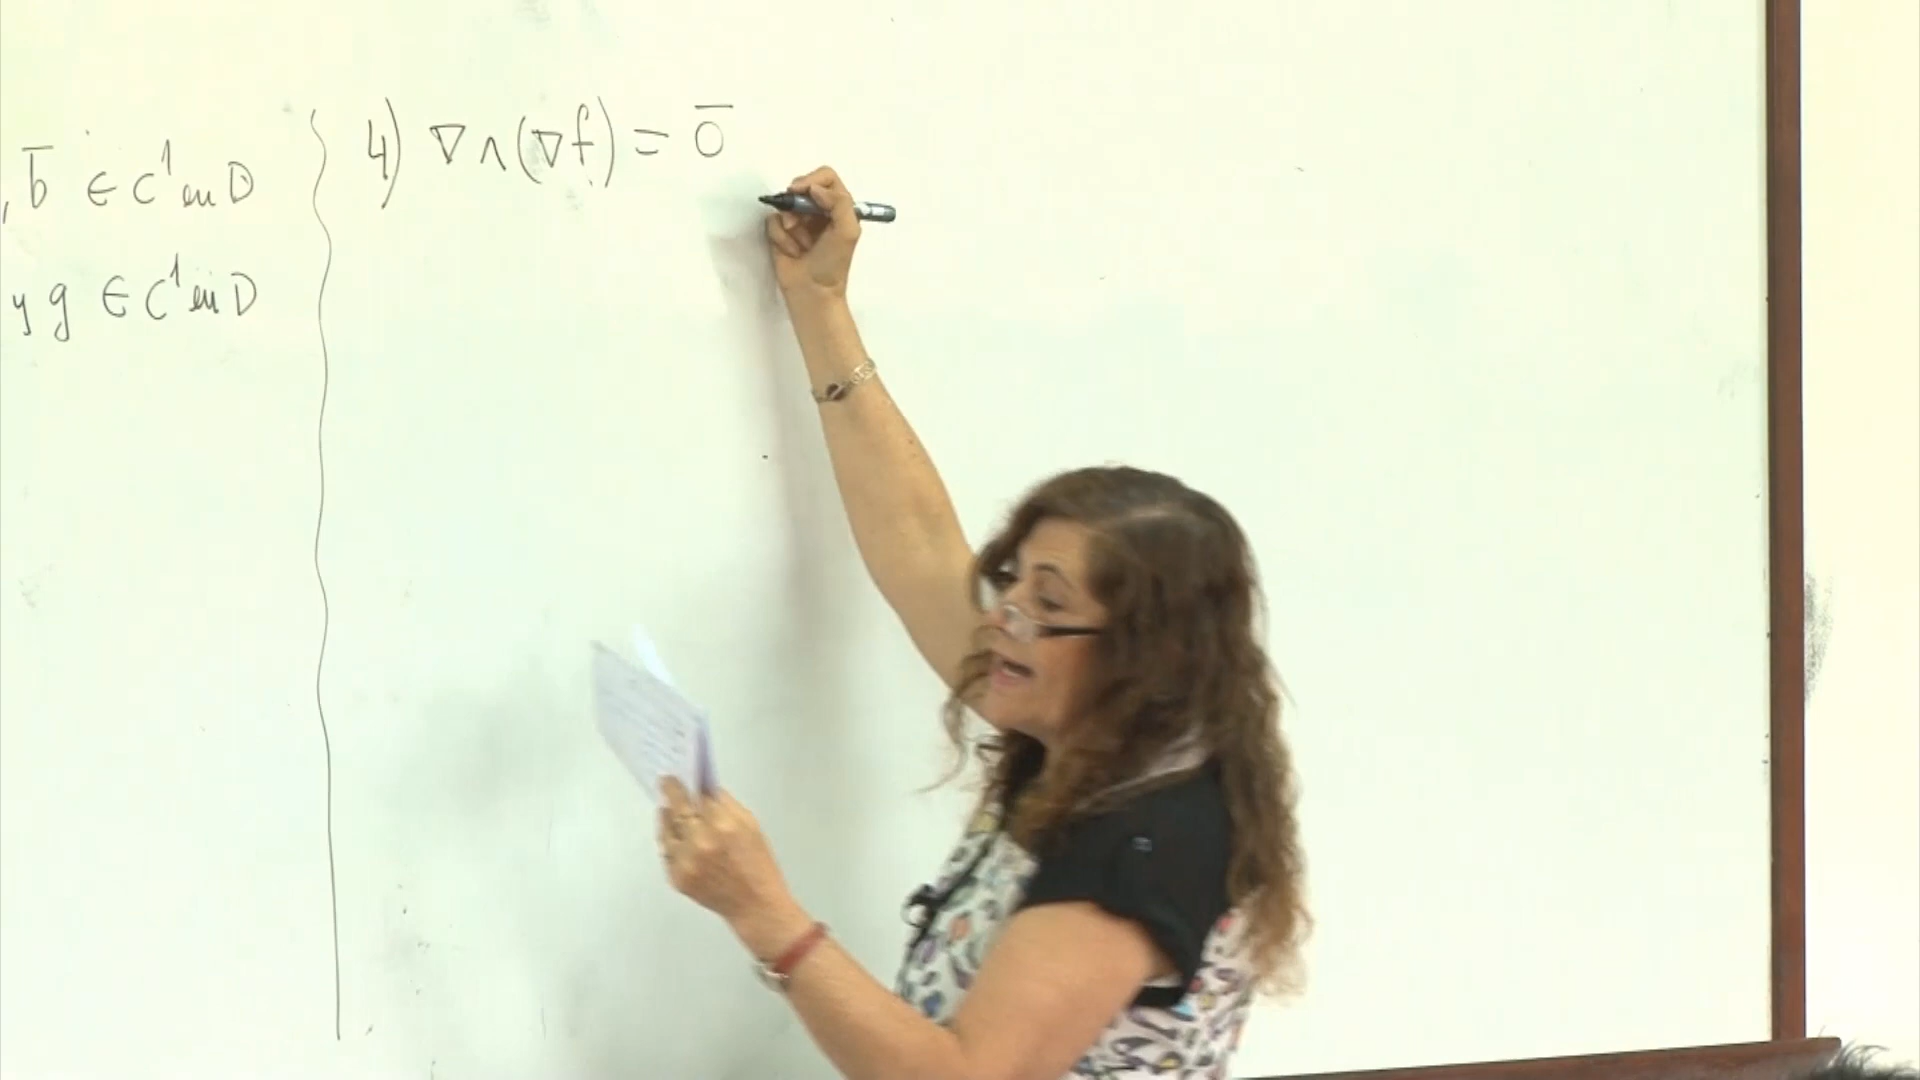 , b̅ ∈ C¹ en D
y g ∈ C¹ en D
4) ∇∧(∇f) = 0̅